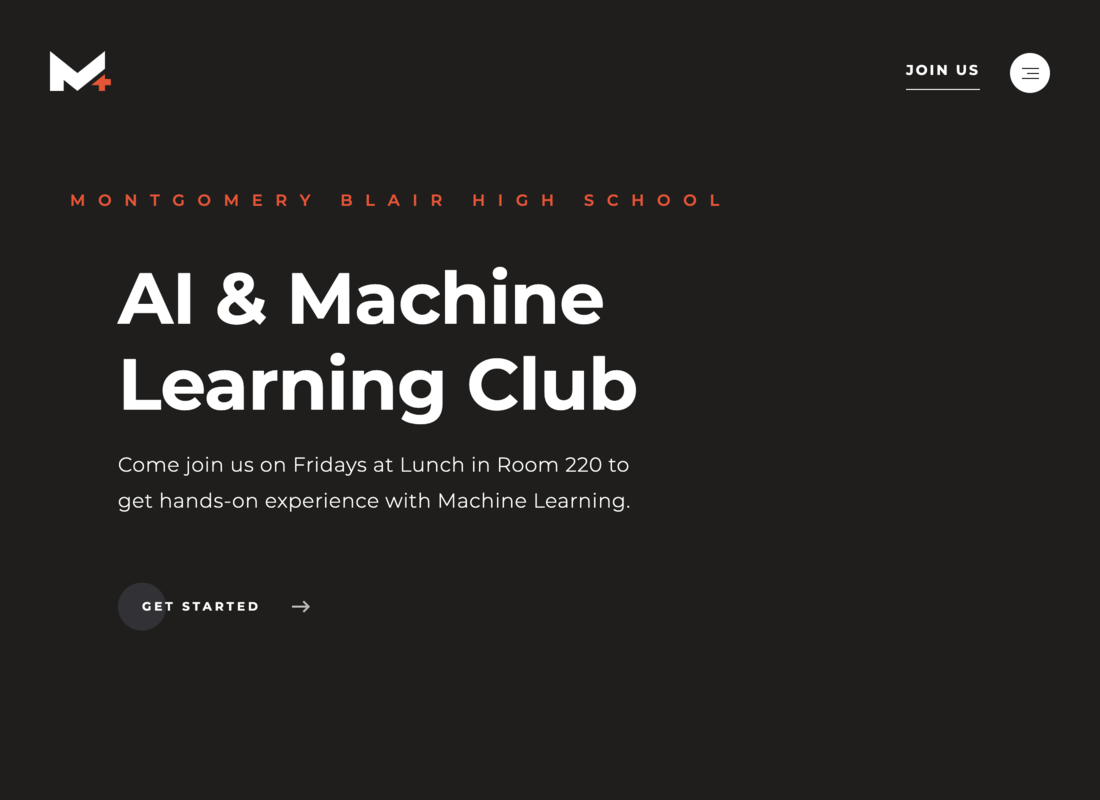 JOIN US
MONTGOMERY BLAIR HIGH SCHOOL
AI & Machine
Learning Club
Come join us on Fridays at Lunch in Room 220 to
get hands-on experience with Machine Learning.
GET STARTED